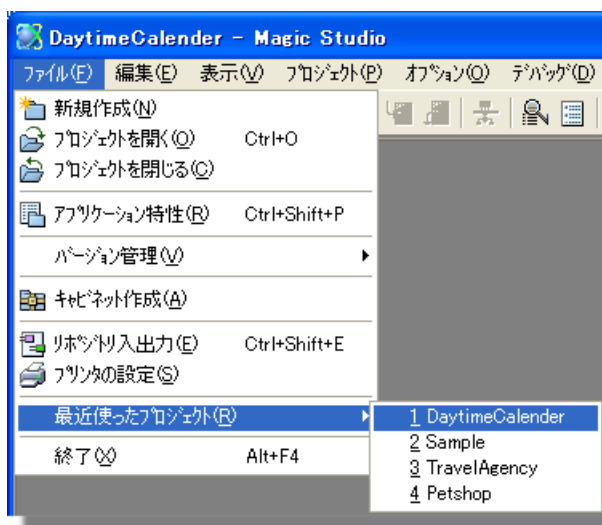 DaytimeCalender - Magic Studio
ﾌｧｲﾙ(F) 編集(E) 表示(V) ﾌﾟﾛｼﾞｪｸﾄ(P) ｵﾌﾟｼｮﾝ(O) ﾃﾞﾊﾞｯｸﾞ(D)
新規作成(N)
ﾌﾟﾛｼﾞｪｸﾄを開く(O) Ctrl+O
ﾌﾟﾛｼﾞｪｸﾄを閉じる(C)
ｱﾌﾟﾘｹｰｼｮﾝ特性(R) Ctrl+Shift+P
ﾊﾞｰｼﾞｮﾝ管理(V)
ｷｬﾋﾞﾈｯﾄ作成(A)
ﾘﾎﾟｼﾞﾄﾘ入出力(E) Ctrl+Shift+E
ﾌﾟﾘﾝﾀの設定(S)
最近使ったﾌﾟﾛｼﾞｪｸﾄ(R)
1 DaytimeCalender
2 Sample
3 TravelAgency
4 Petshop
終了(X) Alt+F4